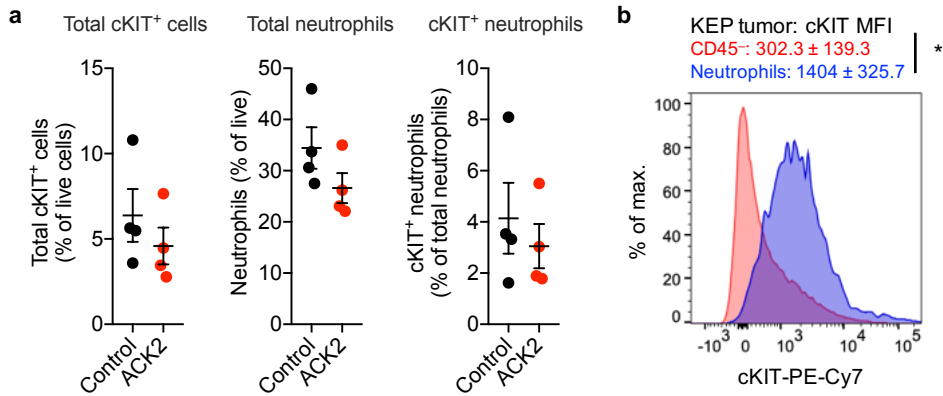 a
Total cKIT⁺ cells
Total cKIT⁺ cells
(% of live cells)
15
10
5
0
Control
ACK2
Total neutrophils
Neutrophils (% of live)
50
40
30
20
10
0
Control
ACK2
cKIT⁺ neutrophils
cKIT⁺ neutrophils
(% of total neutrophils)
10
8
6
4
2
0
Control
ACK2
b
KEP tumor: cKIT MFI
CD45⁻: 302.3 ± 139.3
Neutrophils: 1404 ± 325.7
*
% of max.
100
80
60
40
20
0
-10³ 0 10³ 10⁴ 10⁵
cKIT-PE-Cy7